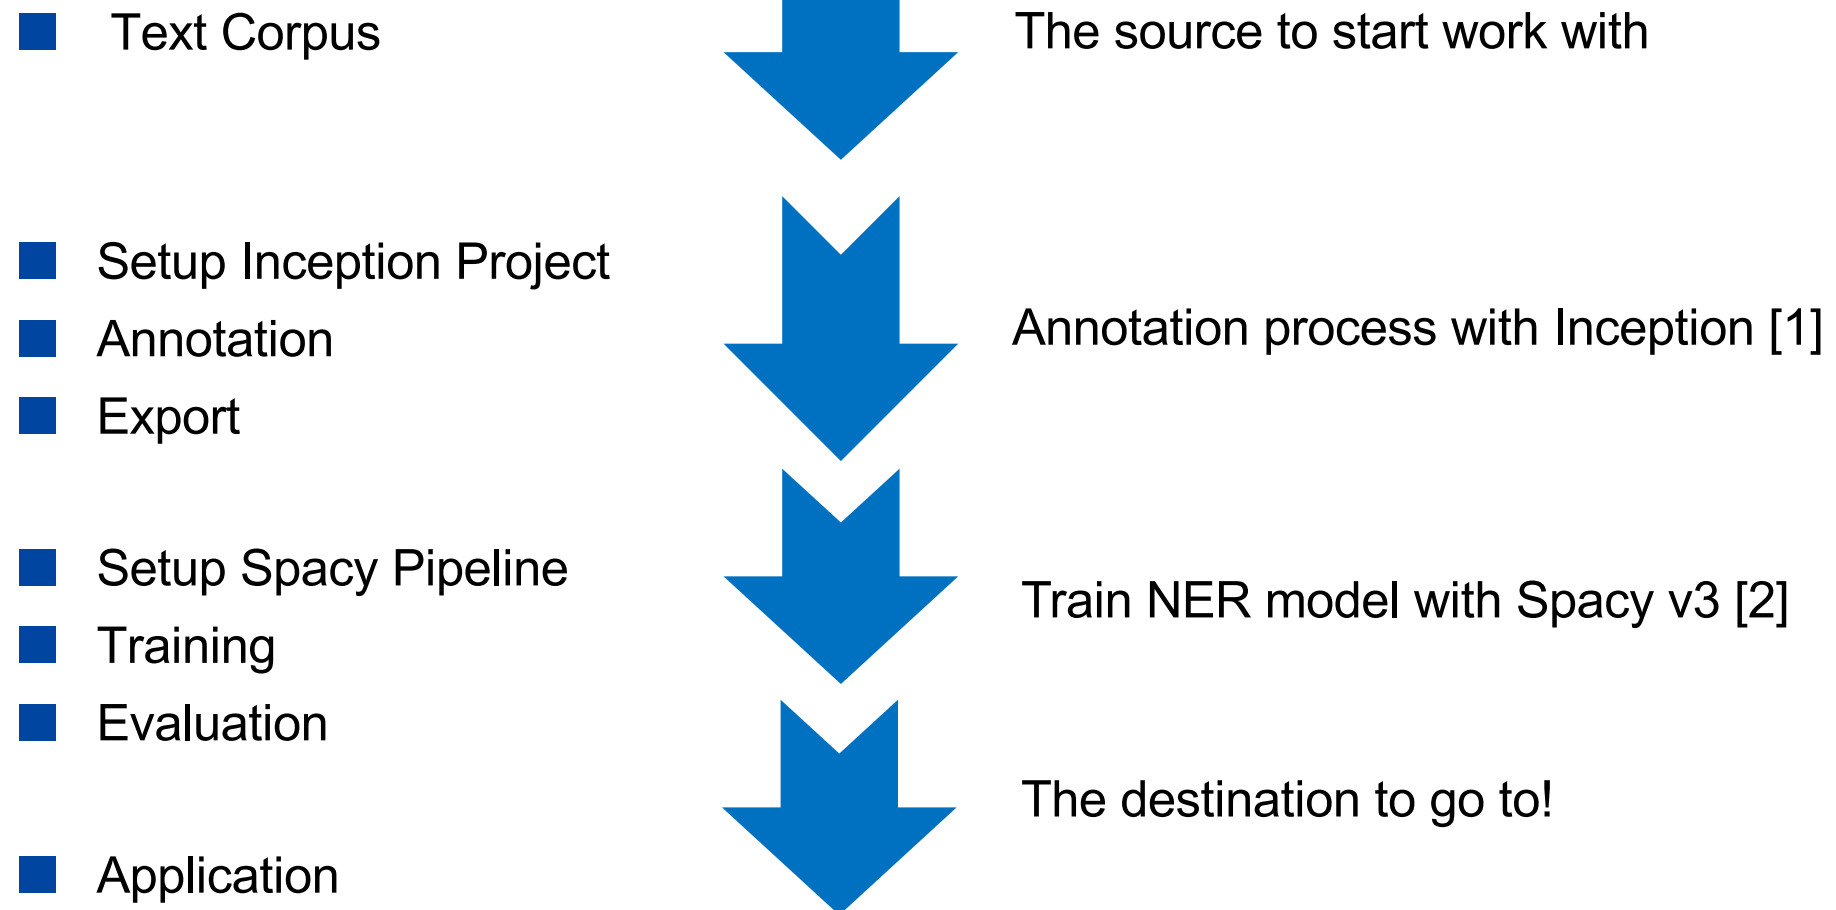 Text Corpus
The source to start work with
Setup Inception Project
Annotation
Export
Annotation process with Inception [1]
Setup Spacy Pipeline
Training
Evaluation
Train NER model with Spacy v3 [2]
The destination to go to!
Application